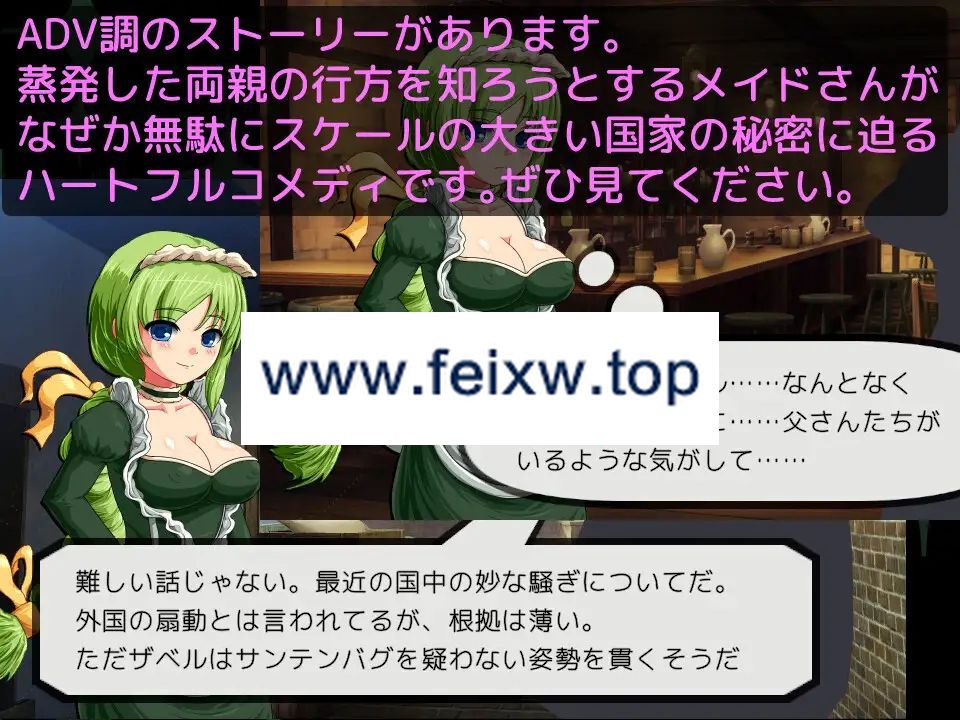 ADV調のストーリーがあります。
蒸発した両親の行方を知ろうとするメイドさんが
なぜか無駄にスケールの大きい国家の秘密に迫る
ハートフルコメディです。ぜひ見てください。
www.feixw.top
……なんとなく
……父さんたちが
いるような気がして……
難しい話じゃない。最近の国中の妙な騒ぎについてだ。
外国の扇動とは言われてるが、根拠は薄い。
ただザベルはサンテンバグを疑わない姿勢を貫くそうだ